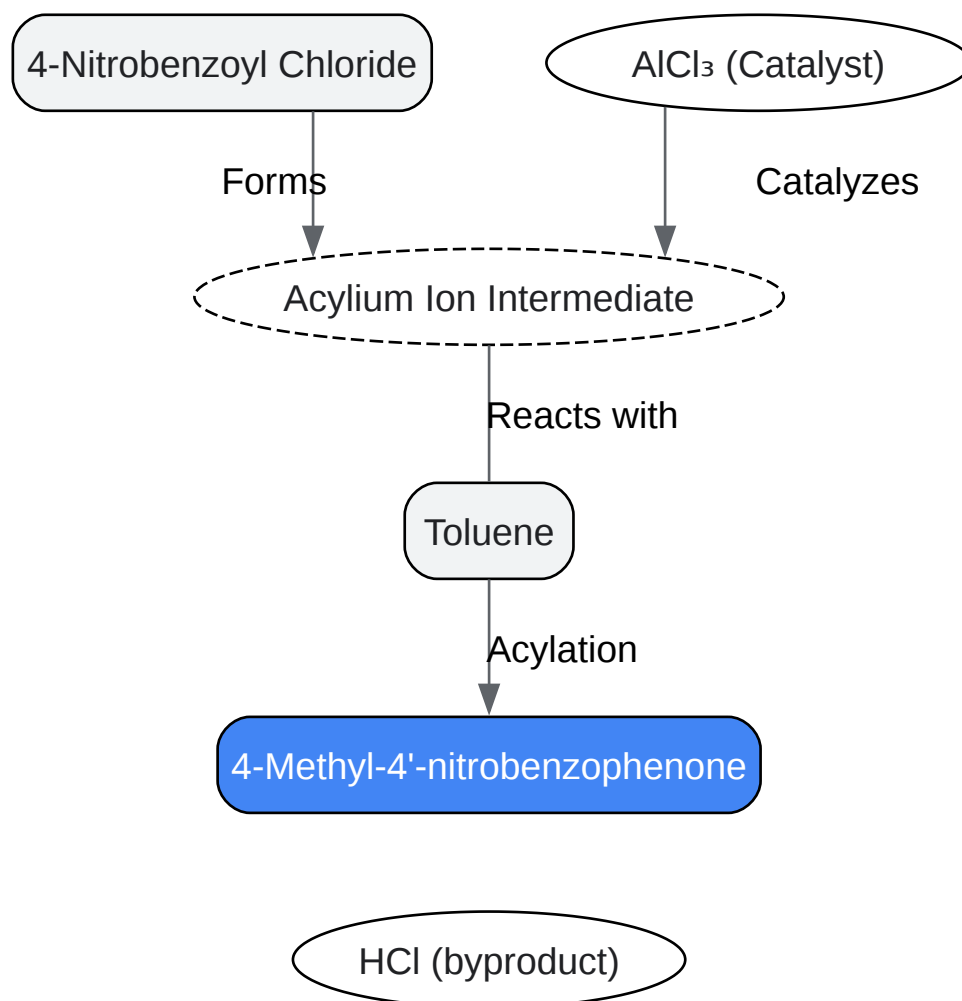 4-Nitrobenzoyl Chloride
AlCl₃ (Catalyst)
Forms
Catalyzes
Acylium Ion Intermediate
Reacts with
Toluene
Acylation
4-Methyl-4'-nitrobenzophenone
HCl (byproduct)